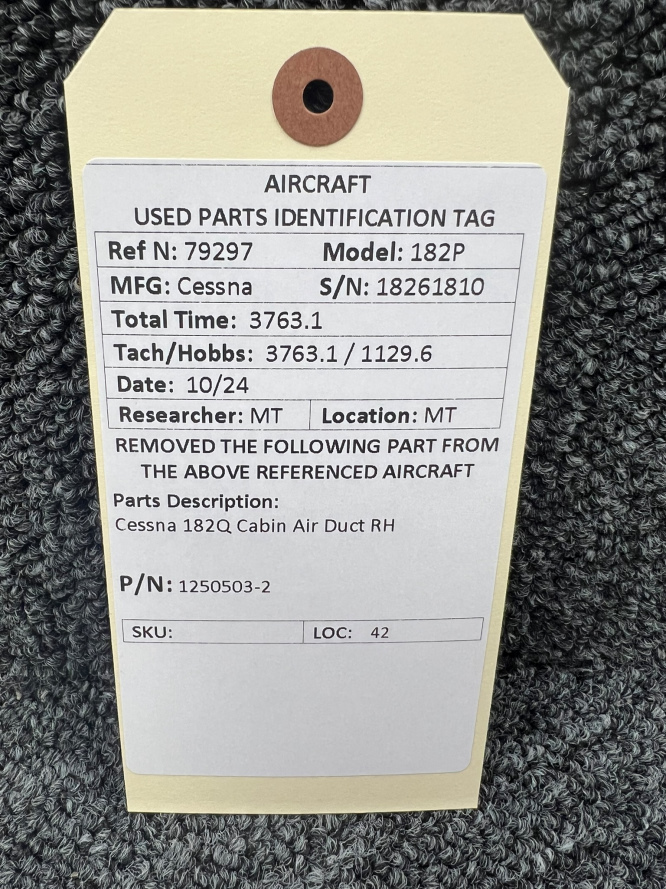 AIRCRAFT
USED PARTS IDENTIFICATION TAG
Ref N: 79297 Model: 182P
MFG: Cessna S/N: 18261810
Total Time: 3763.1
Tach/Hobbs: 3763.1 / 1129.6
Date: 10/24
Researcher: MT Location: MT
REMOVED THE FOLLOWING PART FROM
THE ABOVE REFERENCED AIRCRAFT
Parts Description:
Cessna 182Q Cabin Air Duct RH
P/N: 1250503-2
SKU: LOC: 42